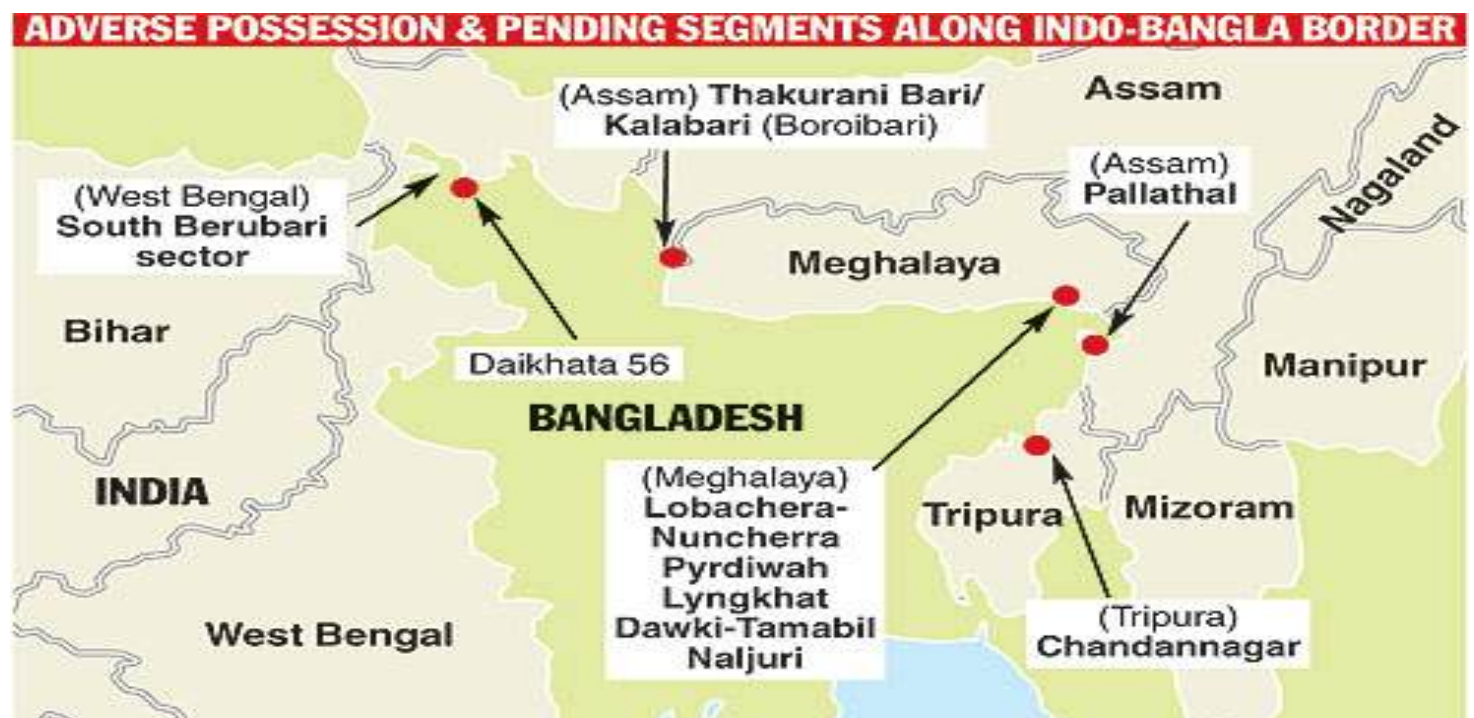 ADVERSE POSSESSION & PENDING SEGMENTS ALONG INDO-BANGLA BORDER
(Assam) Thakurani Bari/
Kalabari (Boroibari)
Assam
(Assam)
Pallathal
Nagaland
(West Bengal)
South Berubari
sector
Meghalaya
Bihar
Daikhata 56
Manipur
BANGLADESH
INDIA
(Meghalaya)
Lobachera-
Nuncherra
Pyrdiwah
Lyngkhat
Dawki-Tamabil
Naljuri
Tripura
Mizoram
West Bengal
(Tripura)
Chandannagar